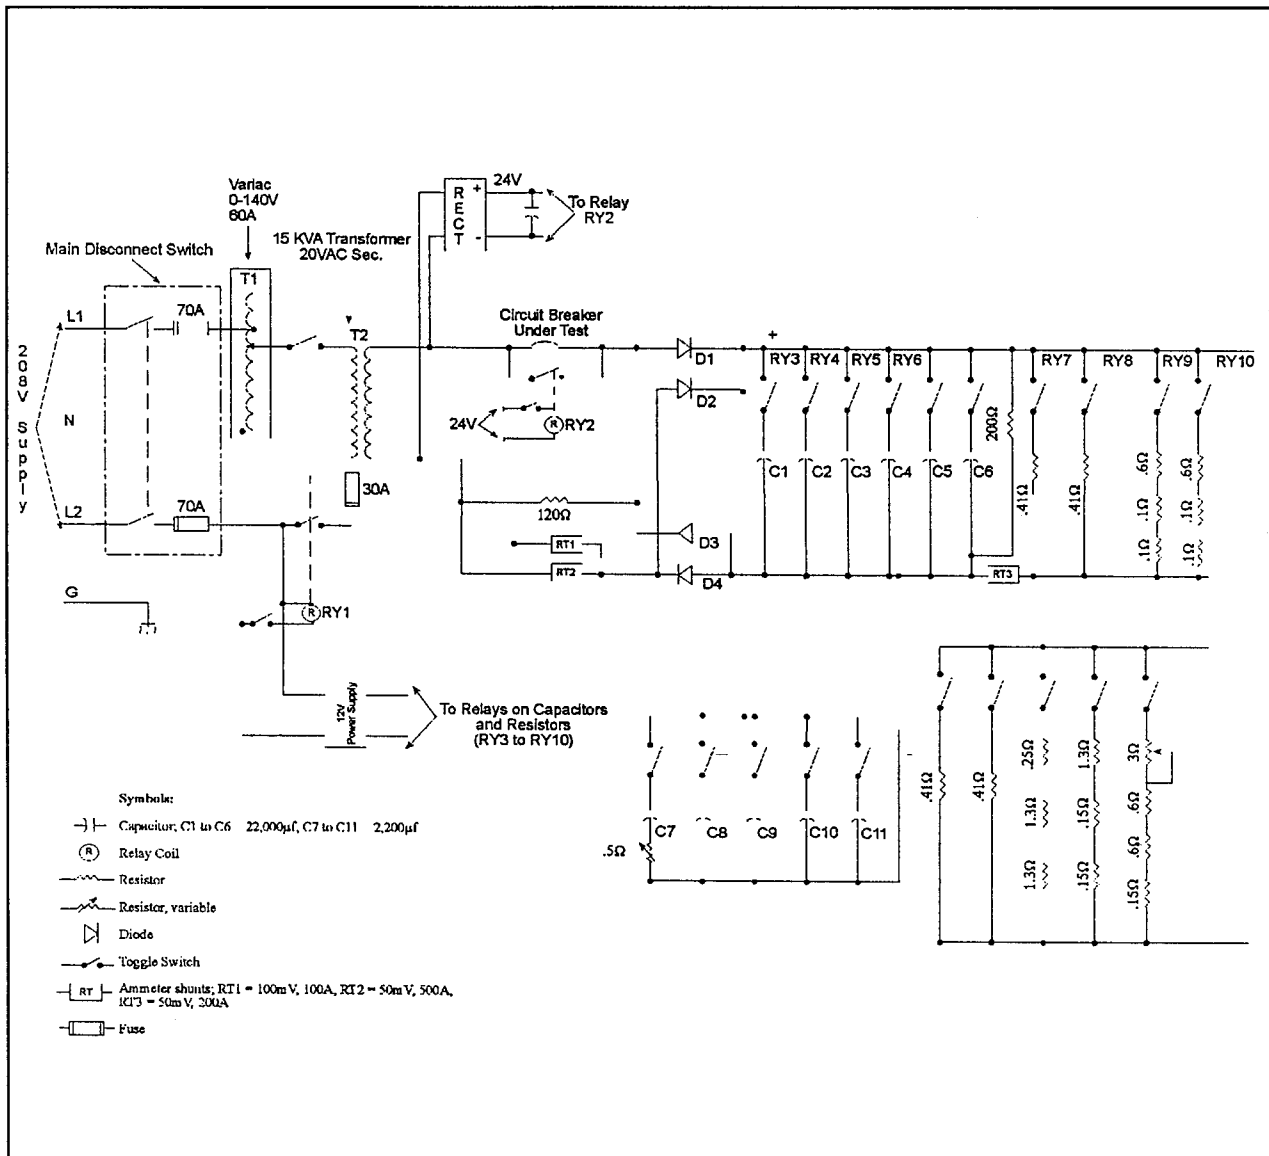 Variac
0-140V
60A
15 KVA Transformer
20VAC Sec.
Main Disconnect Switch
RECT
+
-
24V
To Relay
RY2
T1
L1
70A
T2
Circuit Breaker
Under Test
208V Supply
N
24V
R
RY2
30A
L2
70A
120Ω
RT1
RT2
G
R
RY1
12V
Power Supply
To Relays on Capacitors
and Resistors
(RY3 to RY10)
D1
D2
D3
D4
+
RY3
RY4
RY5
RY6
RY7
RY8
RY9
RY10
C1
C2
C3
C4
C5
C6
200Ω
.41Ω
.41Ω
.6Ω
.1Ω
.1Ω
.6Ω
.1Ω
.1Ω
RT3
C7
C8
C9
C10
C11
.5Ω
.41Ω
.41Ω
.25Ω
1.3Ω
1.3Ω
1.3Ω
.15Ω
.15Ω
3Ω
.6Ω
.6Ω
.15Ω
Symbols:
Capacitor; C1 to C6 22,000µf, C7 to C11 2,200µf
R
Relay Coil
Resistor
Resistor, variable
Diode
Toggle Switch
RT
Ammeter shunts; RT1 = 100mV, 100A, RT2 = 50mV, 500A,
RT3 = 50mV, 200A
Fuse